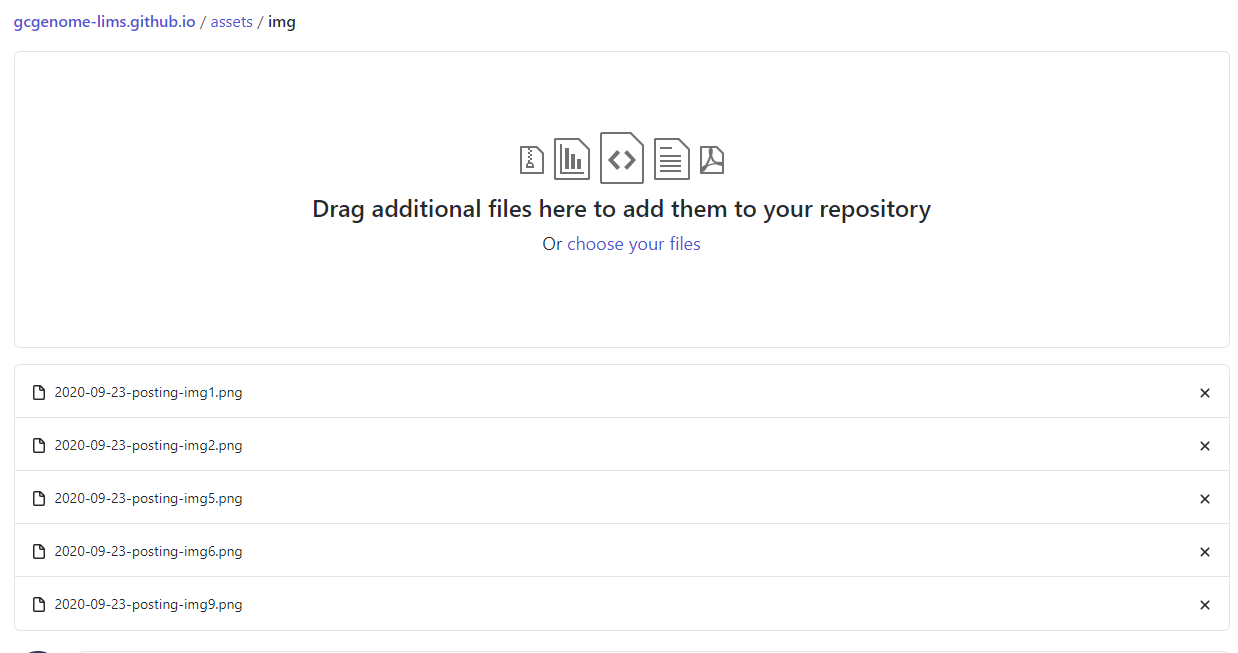 gcgenome-lims.github.io / assets / img
Drag additional files here to add them to your repository
Or choose your files
2020-09-23-posting-img1.png
2020-09-23-posting-img2.png
2020-09-23-posting-img5.png
2020-09-23-posting-img6.png
2020-09-23-posting-img9.png